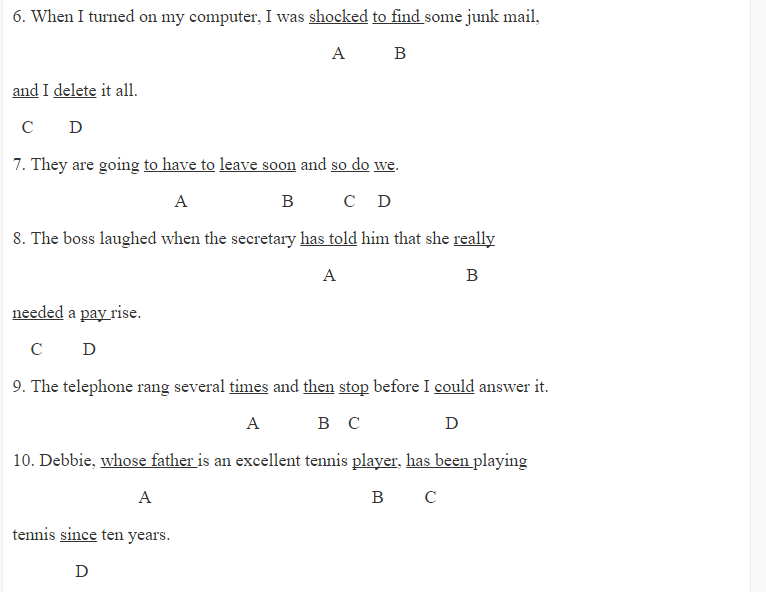 6. When I turned on my computer, I was shocked to find some junk mail,
A B
and I delete it all.
C D
7. They are going to have to leave soon and so do we.
A B C D
8. The boss laughed when the secretary has told him that she really
A B
needed a pay rise.
C D
9. The telephone rang several times and then stop before I could answer it.
A B C D
10. Debbie, whose father is an excellent tennis player, has been playing
A B C
tennis since ten years.
D